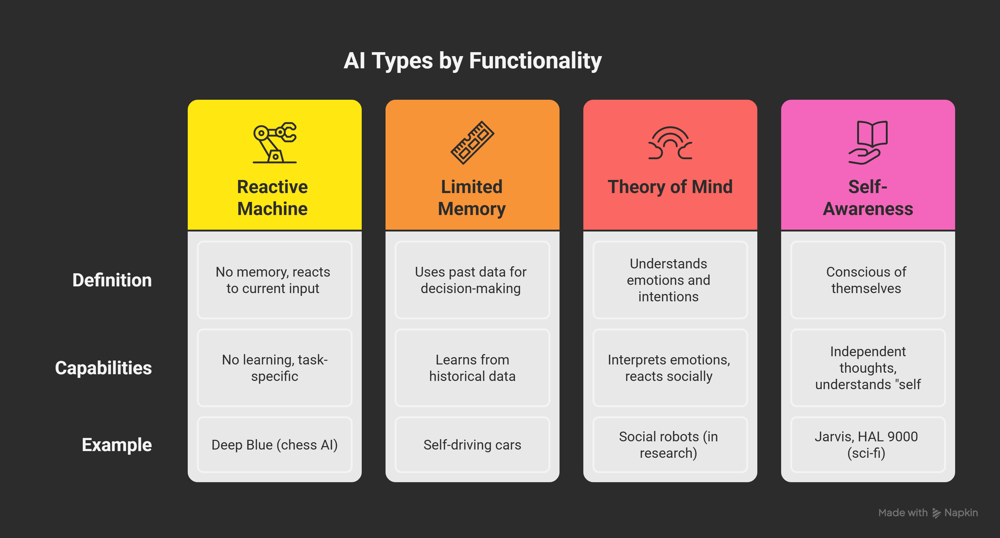 AI Types by Functionality
Reactive
Machine
Limited
Memory
Theory of Mind
Self-
Awareness
Definition
No memory, reacts
to current input
Uses past data for
decision-making
Understands
emotions and
intentions
Conscious of
themselves
Capabilities
No learning, task-
specific
Learns from
historical data
Interprets emotions,
reacts socially
Independent
thoughts,
understands "self
Example
Deep Blue (chess AI)
Self-driving cars
Social robots (in
research)
Jarvis, HAL 9000
(sci-fi)
Made with Napkin